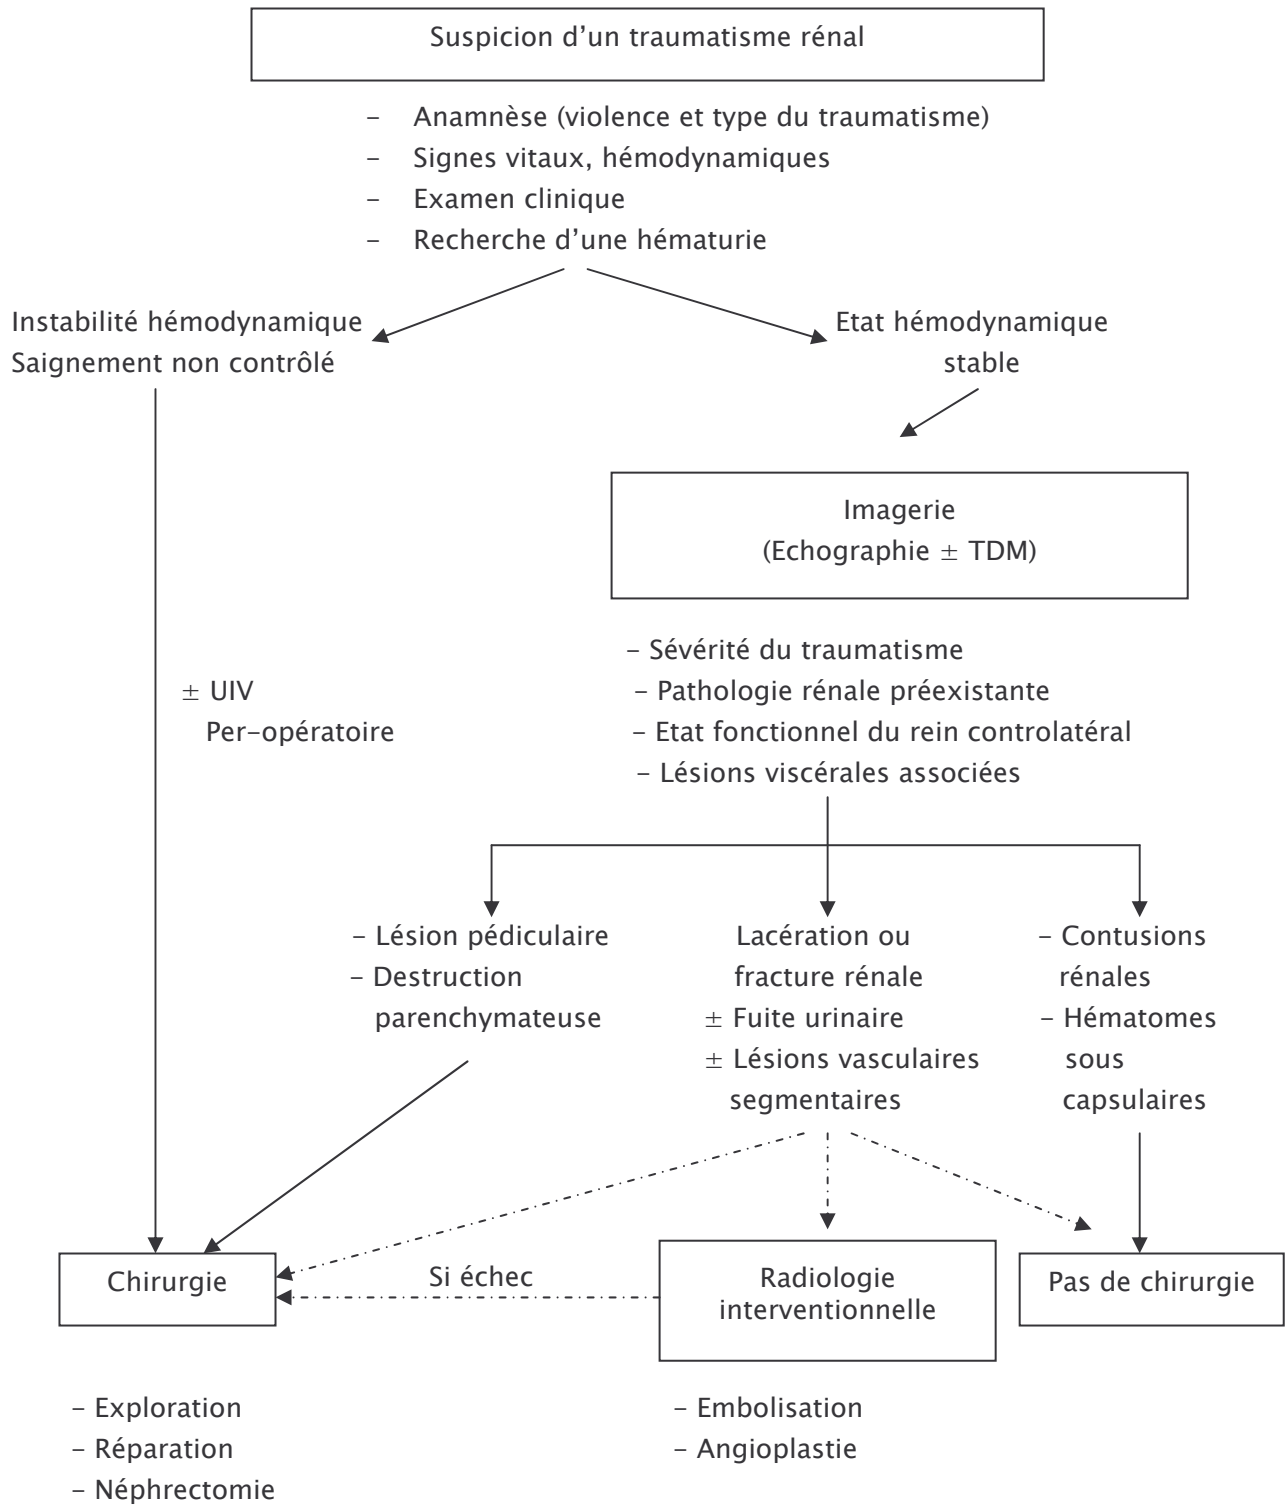 Suspicion d’un traumatisme rénal
– Anamnèse (violence et type du traumatisme)
– Signes vitaux, hémodynamiques
– Examen clinique
– Recherche d’une hématurie
Instabilité hémodynamique
Saignement non contrôlé
Etat hémodynamique
stable
Imagerie
(Echographie ± TDM)
– Sévérité du traumatisme
– Pathologie rénale préexistante
– Etat fonctionnel du rein controlatéral
– Lésions viscérales associées
± UIV
Per-opératoire
– Lésion pédiculaire
– Destruction
parenchymateuse
Lacération ou
fracture rénale
± Fuite urinaire
± Lésions vasculaires
segmentaires
– Contusions
rénales
– Hématomes
sous
capsulaires
Chirurgie
Si échec
Radiologie
interventionnelle
Pas de chirurgie
– Exploration
– Réparation
– Néphrectomie
– Embolisation
– Angioplastie